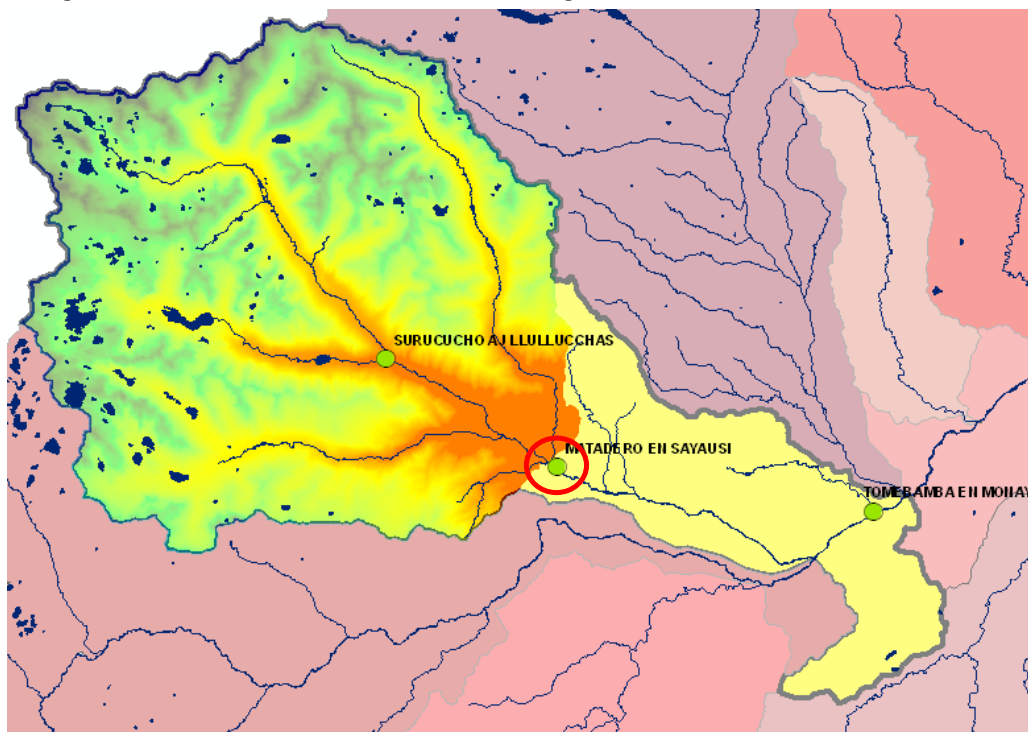 SURUCUCHO AJ LLULLUCCHAS
MATADERO EN SAYAUSI
TOMEBAMBA EN MONAY